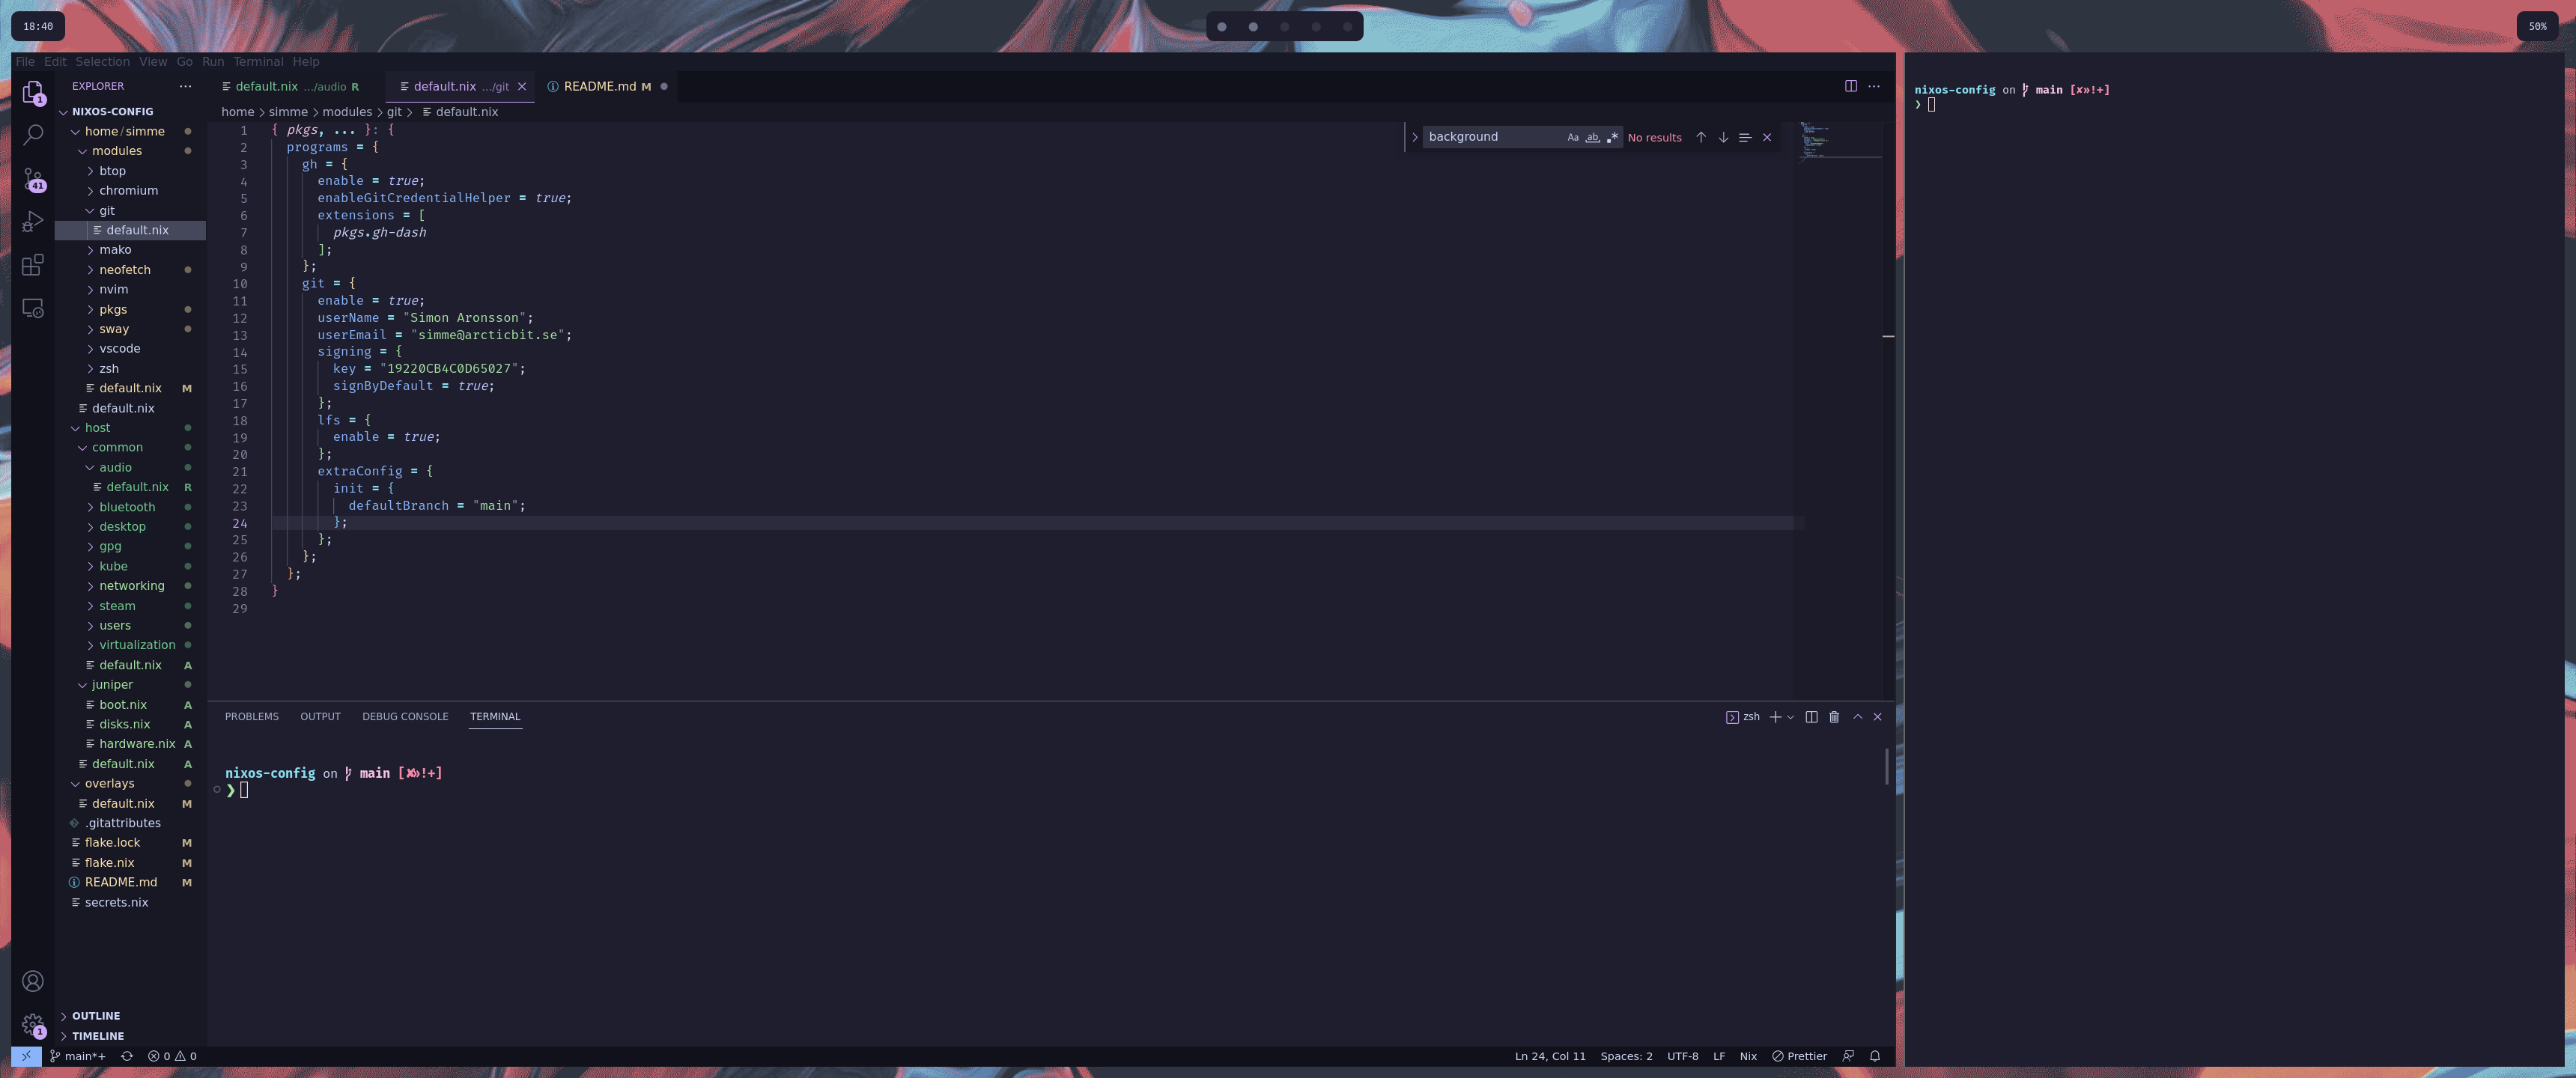 18:40
50%
File Edit Selection View Go Run Terminal Help
EXPLORER
default.nix .../audio R
default.nix .../git
README.md M
1
NIXOS-CONFIG
home > simme > modules > git > default.nix
home/simme
modules
btop
chromium
git
default.nix
mako
neofetch
nvim
pkgs
sway
vscode
zsh
default.nix M
default.nix
host
common
audio
default.nix R
bluetooth
desktop
gpg
kube
networking
steam
users
virtualization
default.nix A
juniper
boot.nix A
disks.nix A
hardware.nix A
default.nix A
overlays
default.nix M
.gitattributes
flake.lock M
flake.nix M
README.md M
secrets.nix
OUTLINE
TIMELINE
41
1
1 { pkgs, ... }: {
2 programs = {
3 gh = {
4 enable = true;
5 enableGitCredentialHelper = true;
6 extensions = [
7 pkgs.gh-dash
8 ];
9 };
10 git = {
11 enable = true;
12 userName = "Simon Aronsson";
13 userEmail = "simme@arcticbit.se";
14 signing = {
15 key = "19220CB4C0D65027";
16 signByDefault = true;
17 };
18 lfs = {
19 enable = true;
20 };
21 extraConfig = {
22 init = {
23 defaultBranch = "main";
24 };
25 };
26 };
27 };
28 }
29
background Aa ab .* No results
PROBLEMS OUTPUT DEBUG CONSOLE TERMINAL
zsh
nixos-config on main [✘»!+]
❯
main*+ 0 0
Ln 24, Col 11 Spaces: 2 UTF-8 LF Nix Prettier
nixos-config on main [✘»!+]
❯